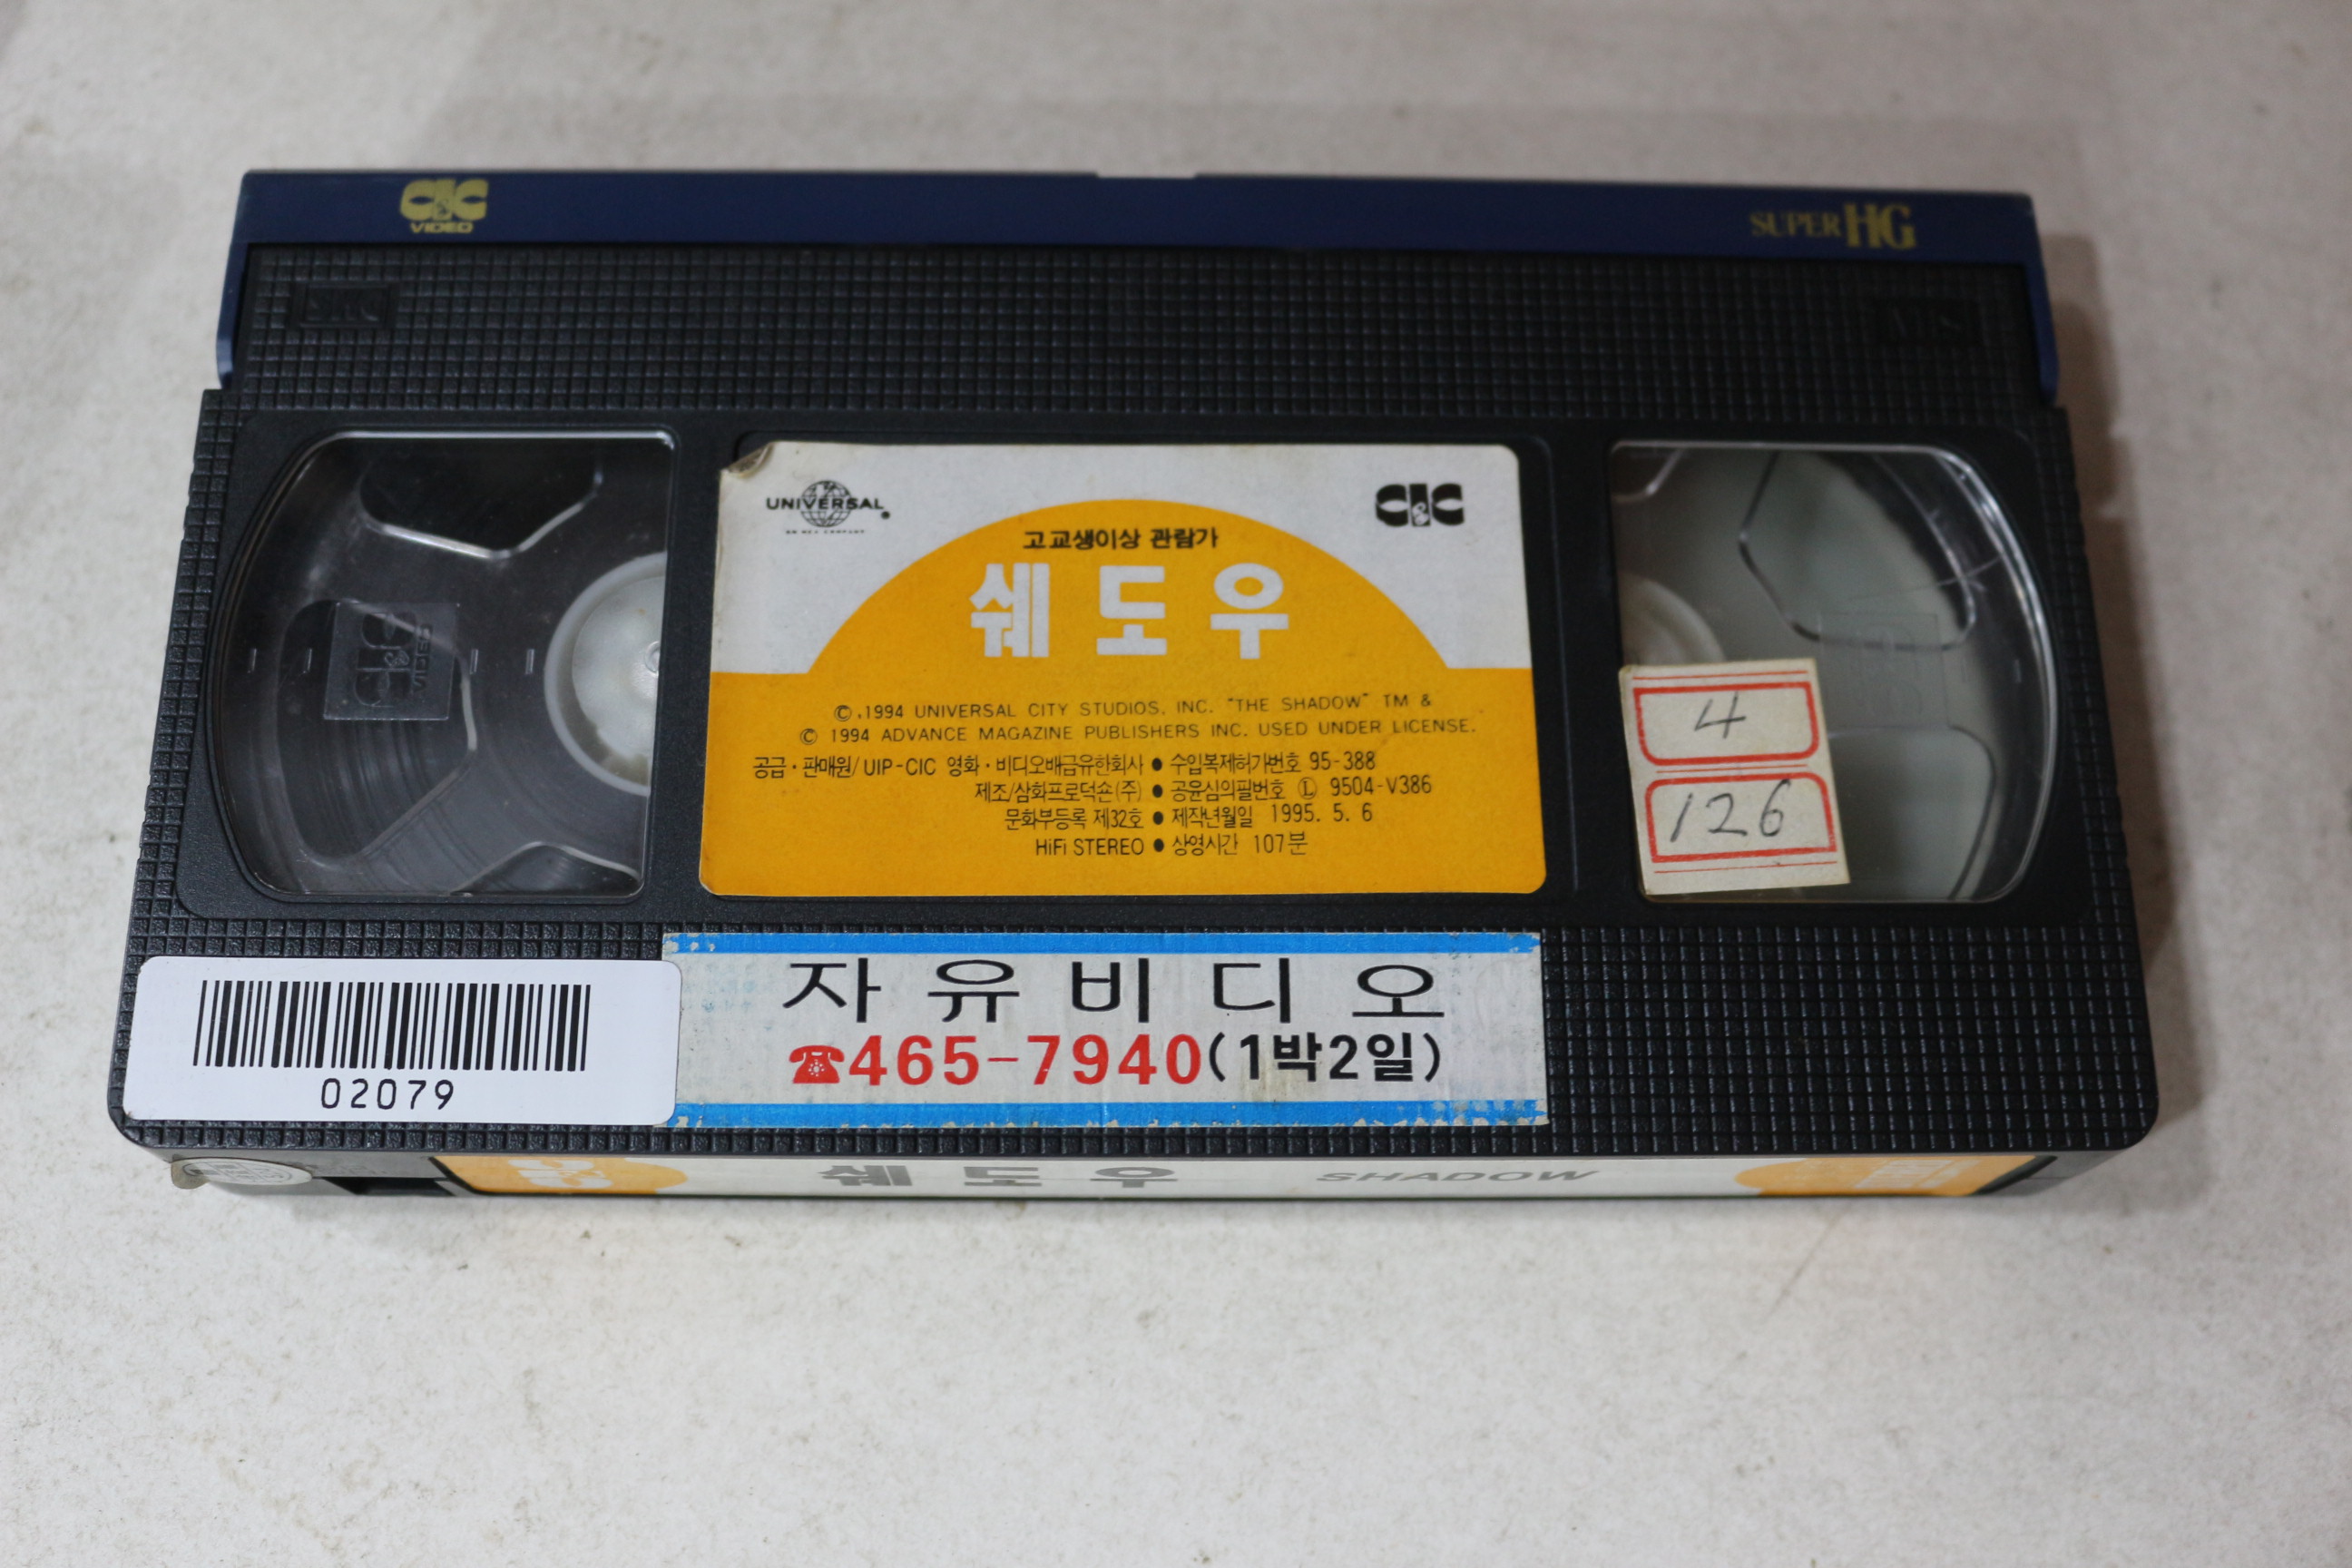 C&C
VIDEO
SUPER HG
UNIVERSAL
C&C
고교생이상 관람가
쉐도우
©.1994 UNIVERSAL CITY STUDIOS, INC. "THE SHADOW" TM &
© 1994 ADVANCE MAGAZINE PUBLISHERS INC. USED UNDER LICENSE.
공급·판매원/UIP-CIC 영화·비디오배급유한회사 ● 수입복제허가번호 95-388
제조/삼화프로덕숀(주) ● 공윤심의필번호 Ⓛ 9504-V386
문화부등록 제32호 ● 제작년월일 1995. 5. 6
HiFi STEREO ● 상영시간 107분
4
126
자유비디오
☎465-7940(1박2일)
02079
쉐도우 SHADOW